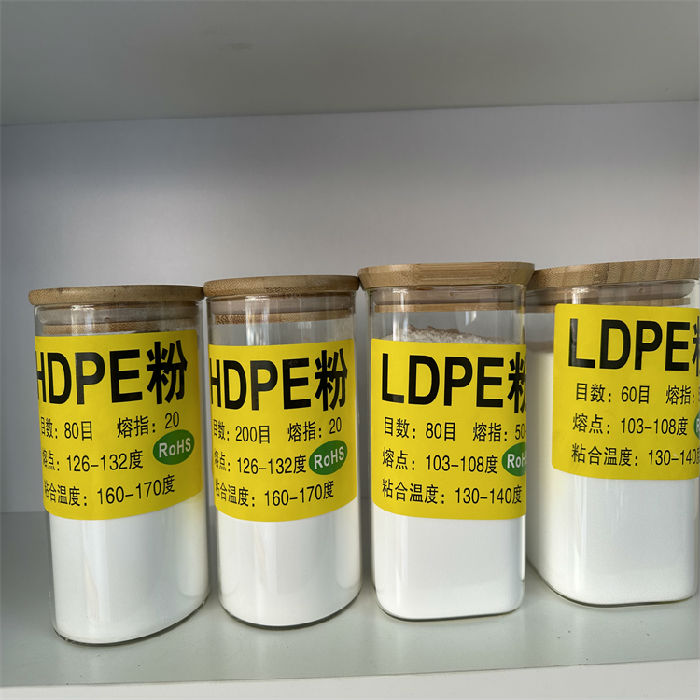 HDPE粉
目数：80目 熔指：20
熔点：126-132度 RoHS
粘合温度：160-170度
HDPE粉
目数：200目 熔指：20
熔点：126-132度 RoHS
粘合温度：160-170度
LDPE粉
目数：80目 熔指：50
熔点：103-108度 RoHS
粘合温度：130-140度
LDPE粉
目数：60目 熔指：
熔点：103-108度
粘合温度：130-140度